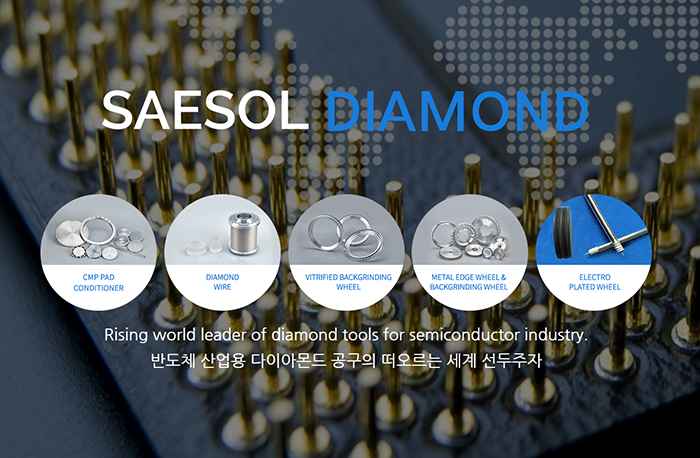 SAESOL DIAMOND
CMP PAD
CONDITIONER
DIAMOND
WIRE
VITRIFIED BACKGRINDING
WHEEL
METAL EDGE WHEEL &
BACKGRINDING WHEEL
ELECTRO
PLATED WHEEL
Rising world leader of diamond tools for semiconductor industry.
반도체 산업용 다이아몬드 공구의 떠오르는 세계 선두주자